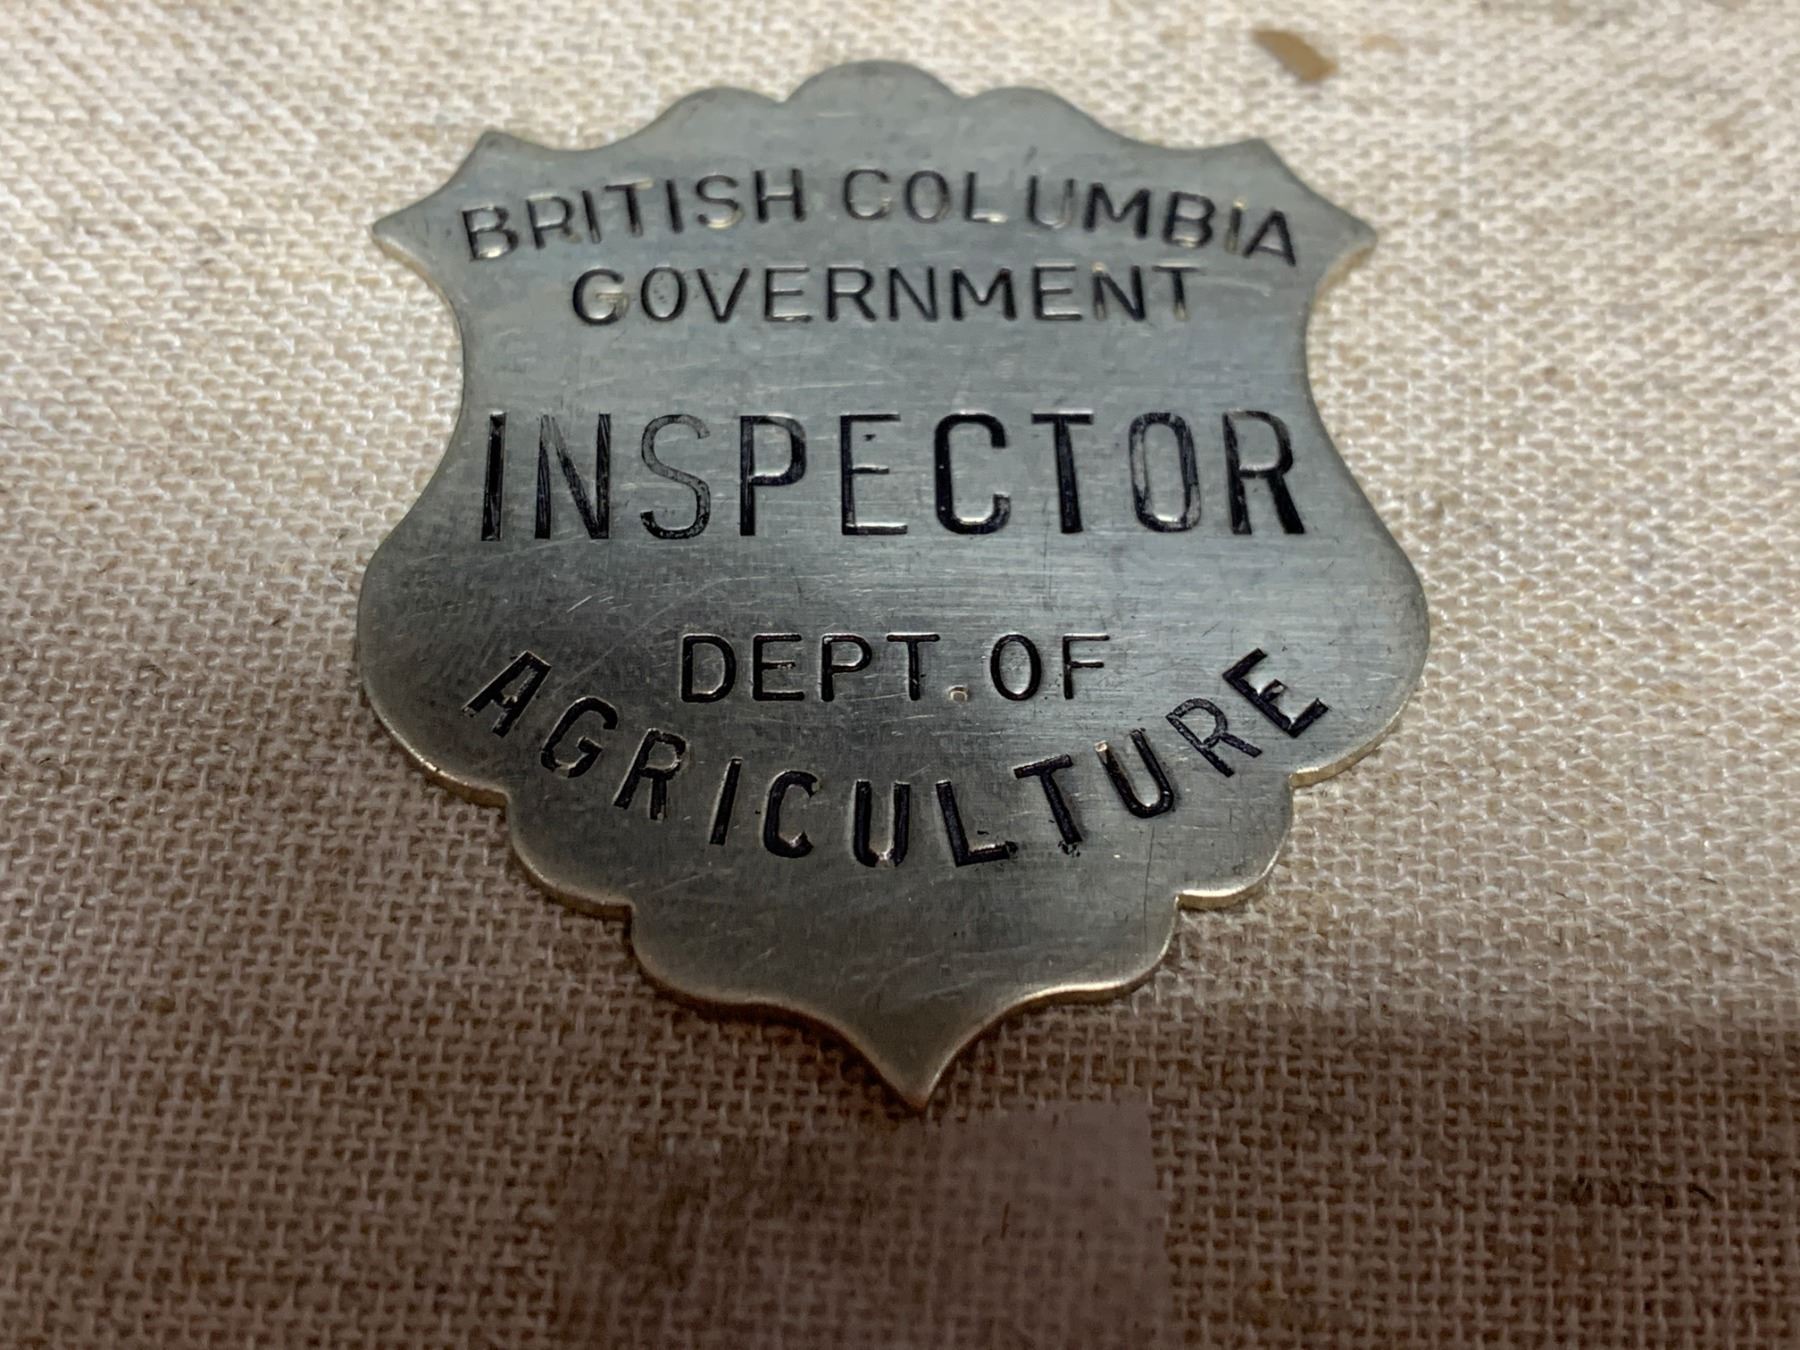 BRITISH COLUMBIA
GOVERNMENT
INSPECTOR
DEPT. OF
AGRICULTURE